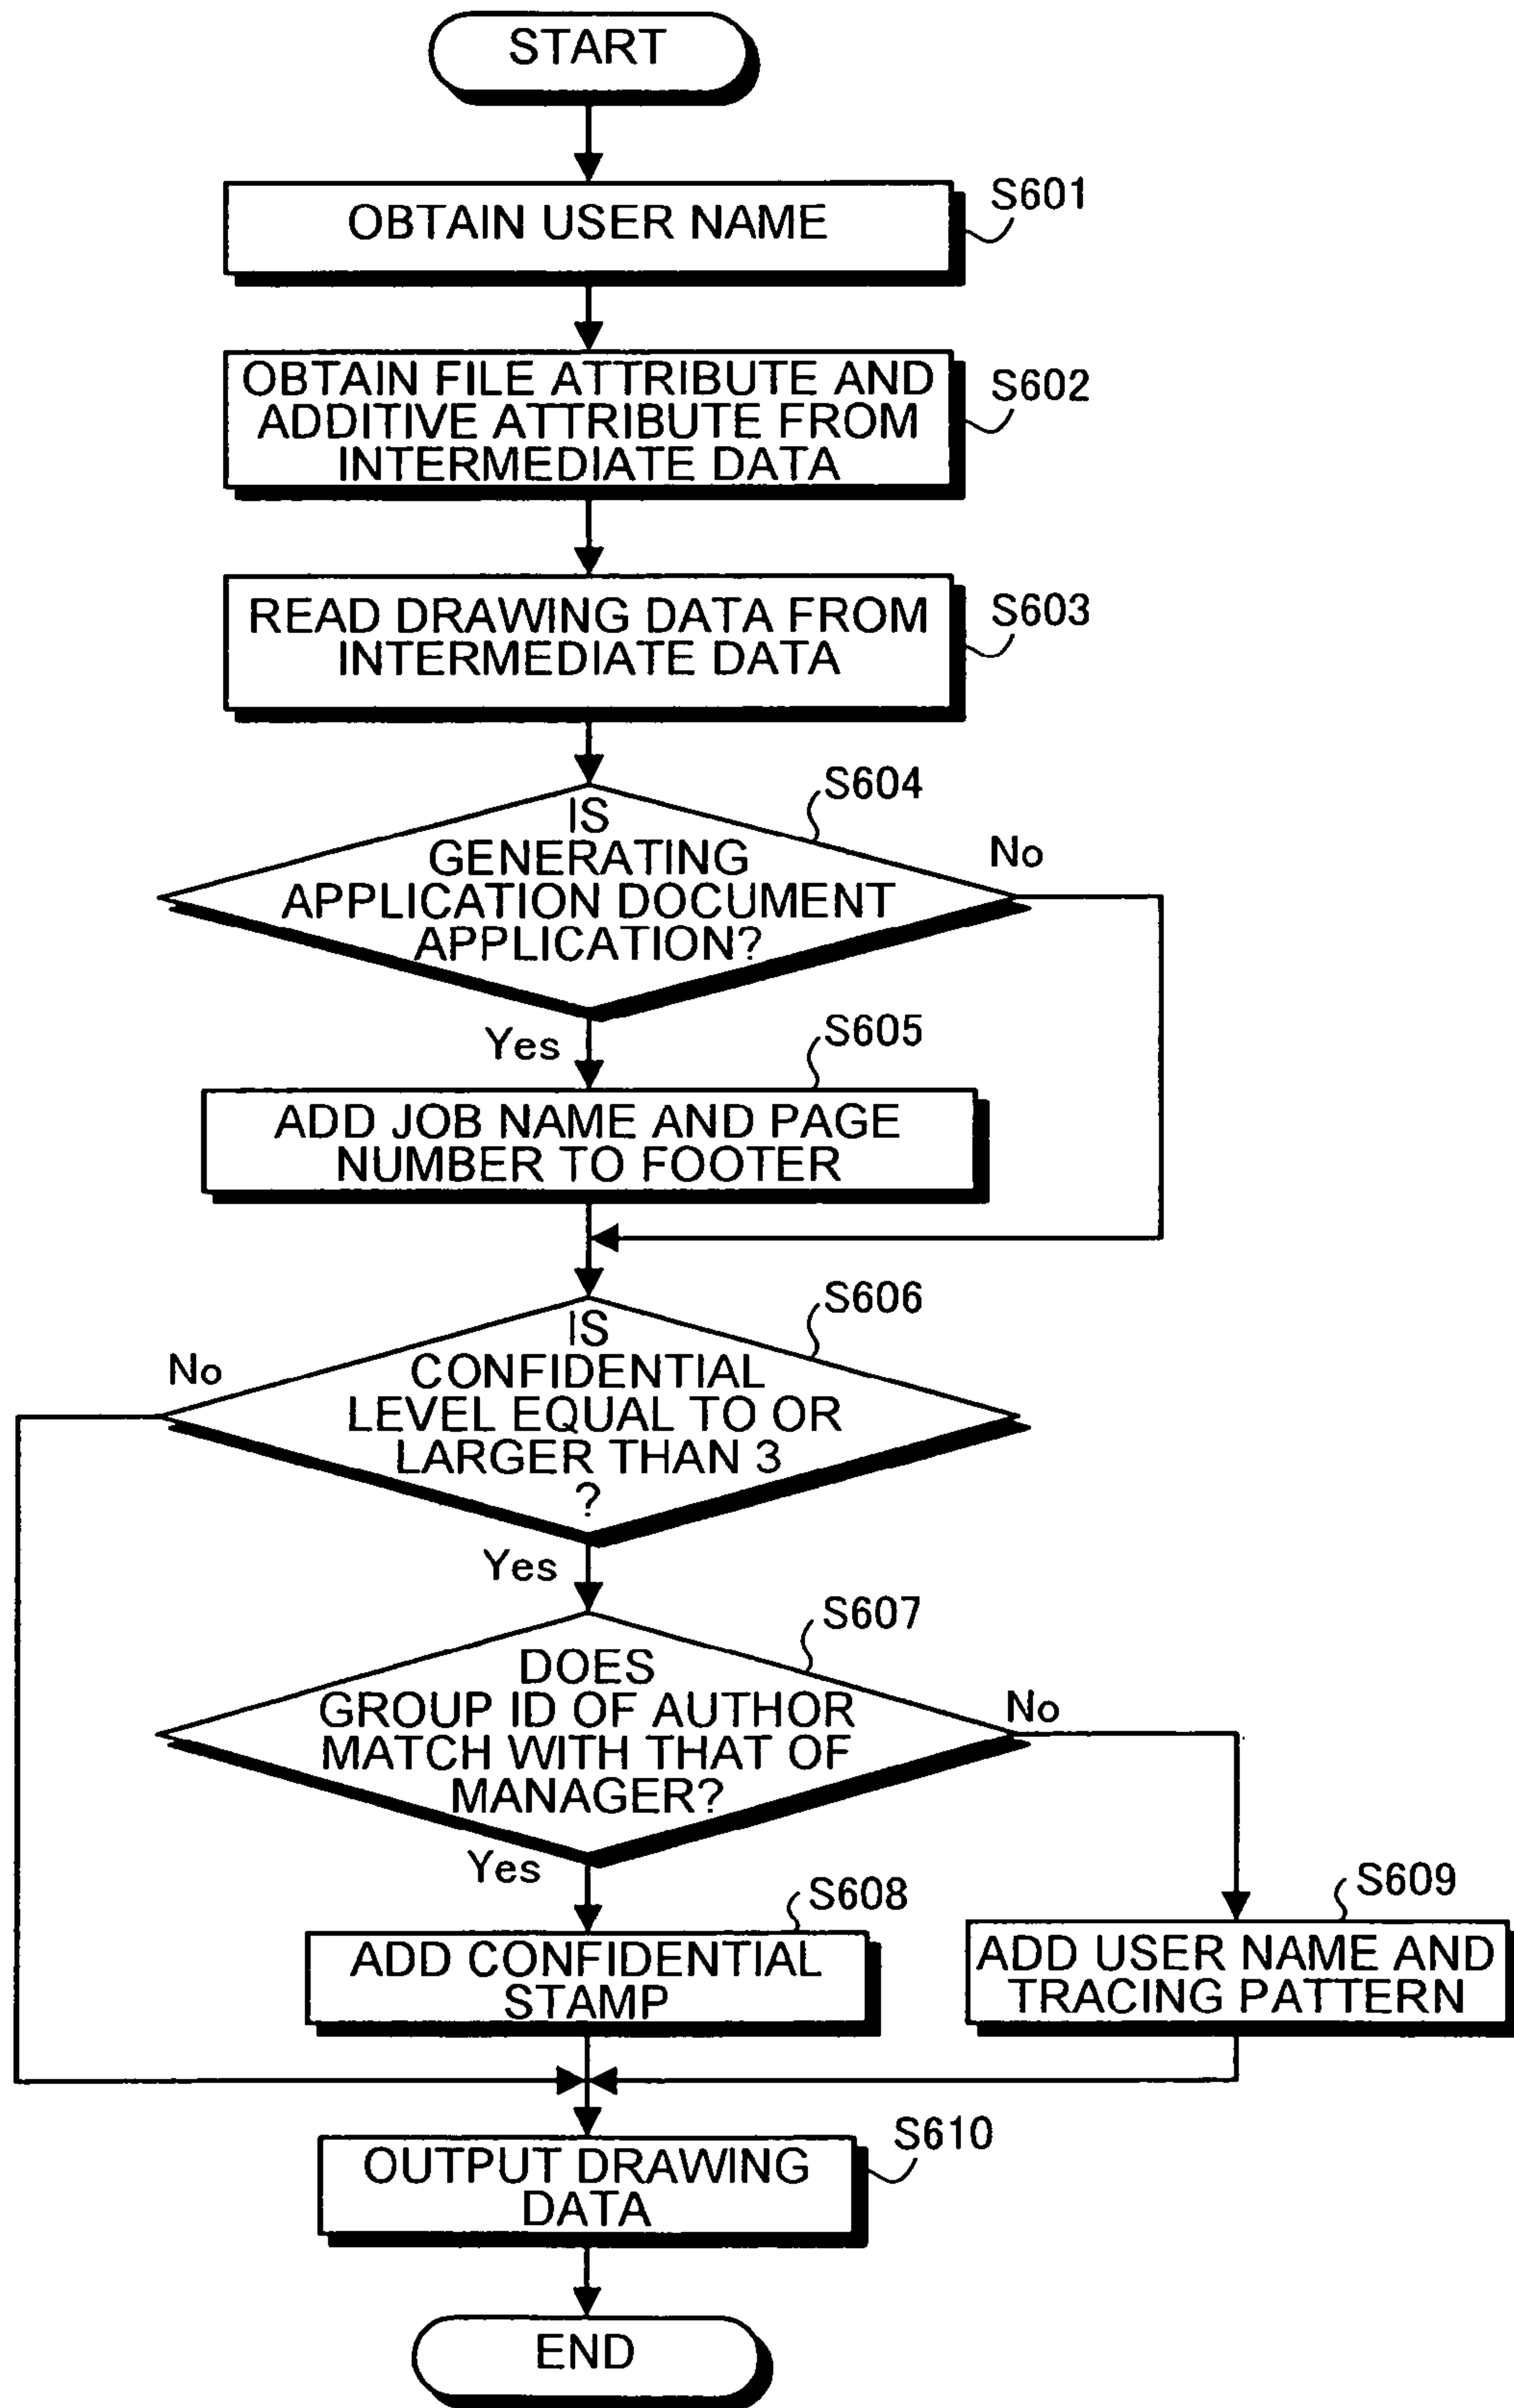 START
OBTAIN USER NAME
S601
OBTAIN FILE ATTRIBUTE AND
ADDITIVE ATTRIBUTE FROM
INTERMEDIATE DATA
S602
READ DRAWING DATA FROM
INTERMEDIATE DATA
S603
S604
IS
GENERATING
APPLICATION DOCUMENT
APPLICATION?
No
Yes
S605
ADD JOB NAME AND PAGE
NUMBER TO FOOTER
S606
IS
CONFIDENTIAL
LEVEL EQUAL TO OR
LARGER THAN 3
?
No
Yes
S607
DOES
GROUP ID OF AUTHOR
MATCH WITH THAT OF
MANAGER?
No
Yes
S608
ADD CONFIDENTIAL
STAMP
S609
ADD USER NAME AND
TRACING PATTERN
S610
OUTPUT DRAWING
DATA
END